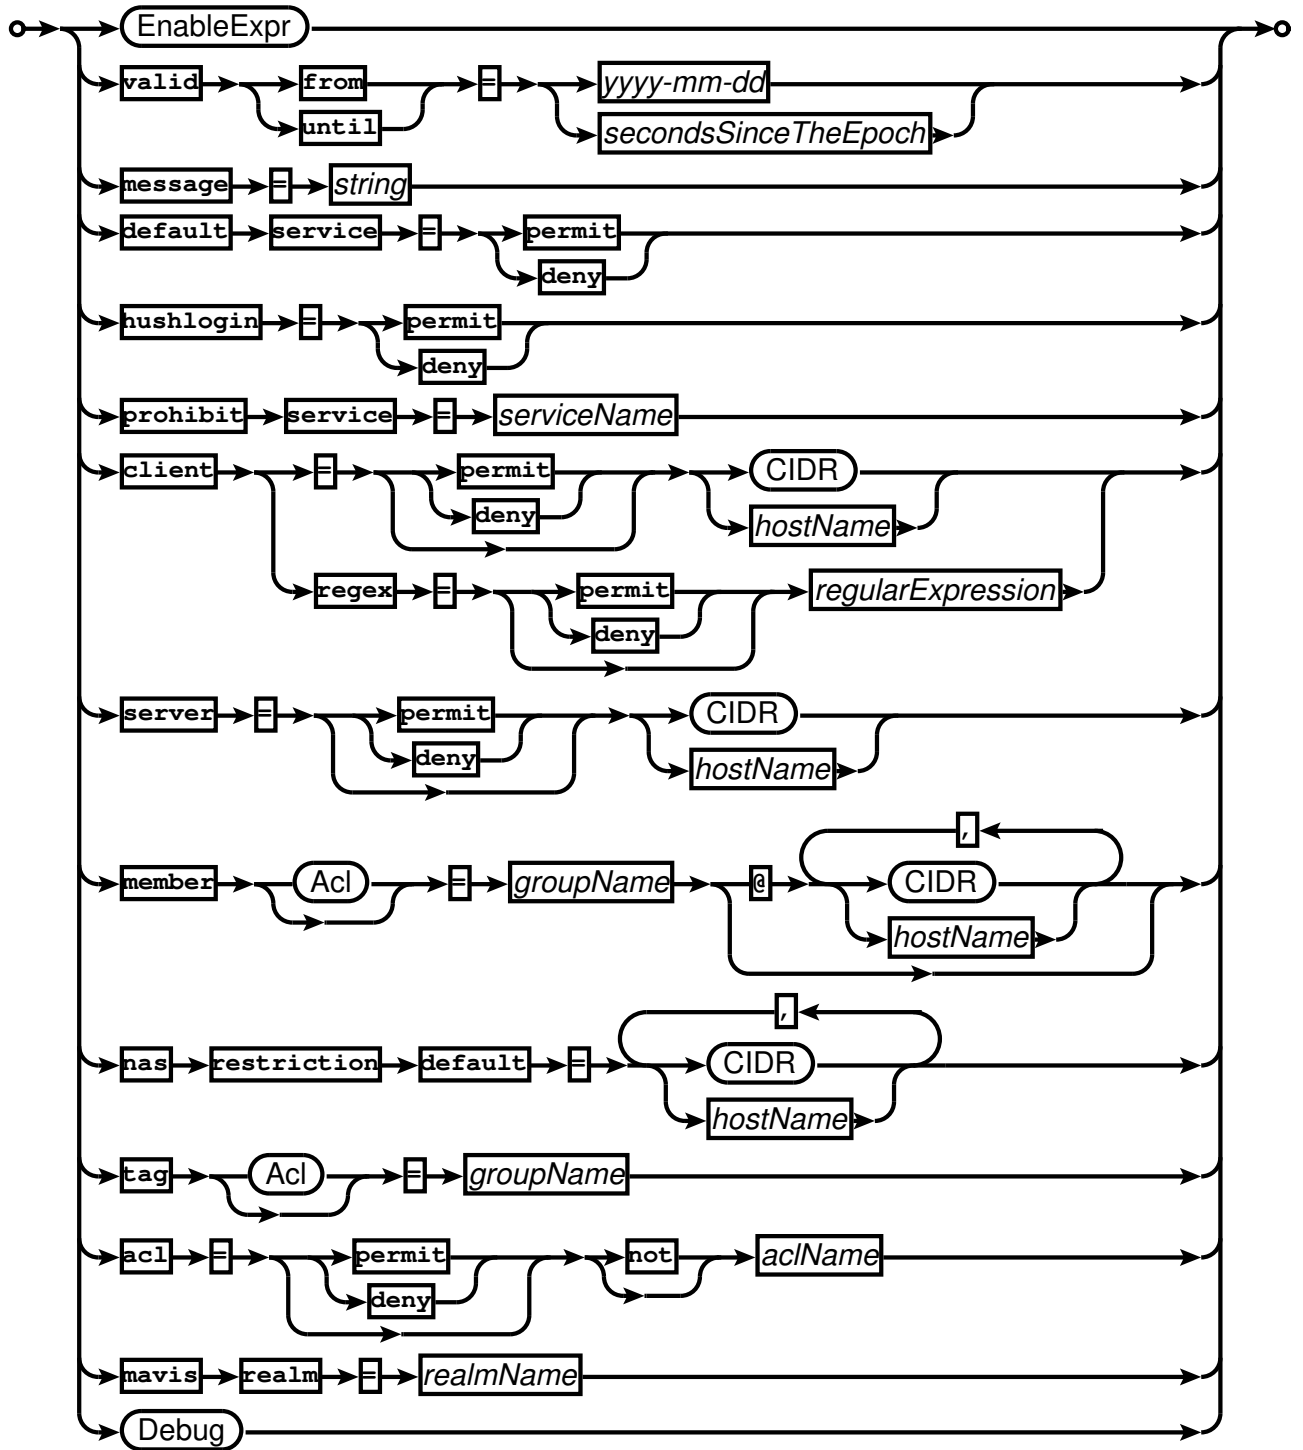 EnableExpr
valid from = yyyy-mm-dd
until secondsSinceTheEpoch
message = string
default service = permit
deny
hushlogin = permit
deny
prohibit service = serviceName
client = permit CIDR
deny hostName
regex = permit regularExpression
deny
server = permit CIDR
deny hostName
,
member Acl = groupName @ CIDR
hostName
,
nas restriction default = CIDR
hostName
tag Acl = groupName
acl = permit not aclName
deny
mavis realm = realmName
Debug